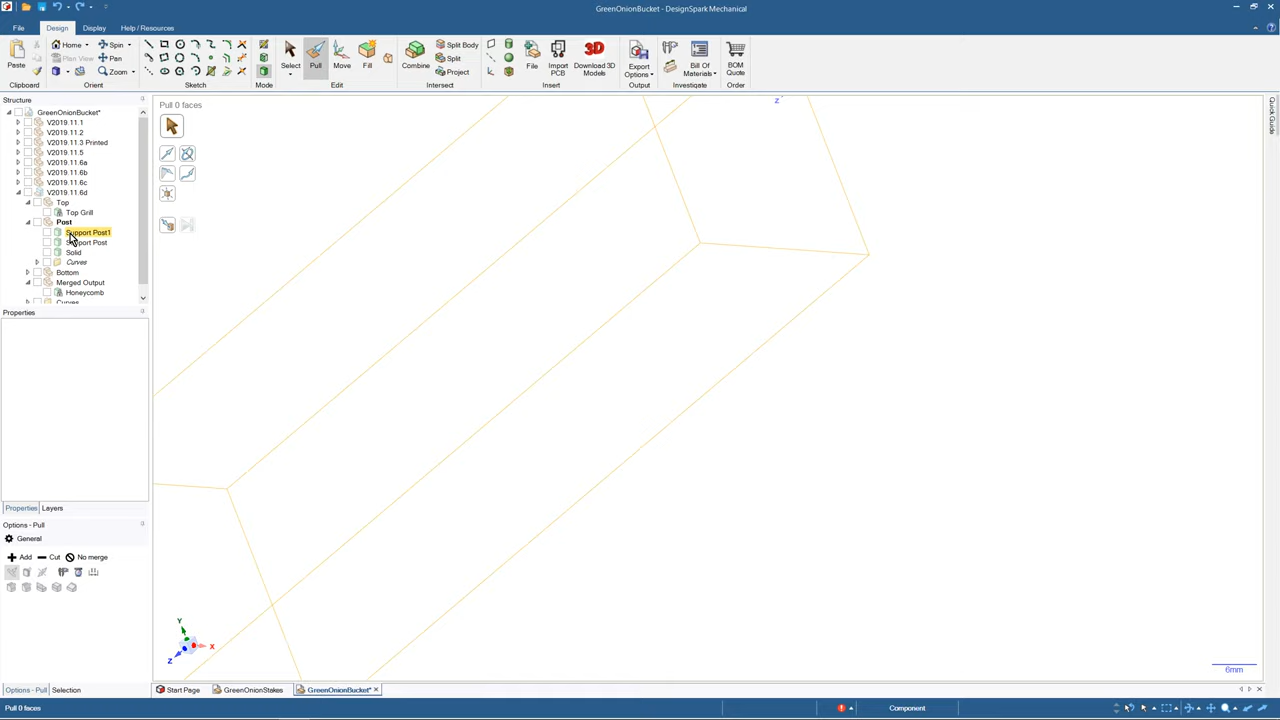 GreenOnionBucket - DesignSpark Mechanical
File Design Display Help / Resources
Home Spin Split Body
Plan View Pan Split
Zoom Project
Paste Select Pull Move Fill Combine File Import PCB Download 3D Models Export Options Bill Of Materials BOM Quote
Clipboard Orient Sketch Mode Edit Intersect Insert Output Investigate Order
Structure
GreenOnionBucket*
V2019.11.1
V2019.11.2
V2019.11.3 Printed
V2019.11.5
V2019.11.6a
V2019.11.6b
V2019.11.6c
V2019.11.6d
Top
Top Grill
Post
Support Post1
Support Post
Solid
Curves
Bottom
Merged Output
Honeycomb
Curves
Properties
Properties Layers
Options - Pull
General
Add Cut No merge
Options - Pull Selection
Pull 0 faces
Quick Guide
Z
Y
X
Z
6mm
Start Page GreenOnionStakes GreenOnionBucket*
Pull 0 faces Component